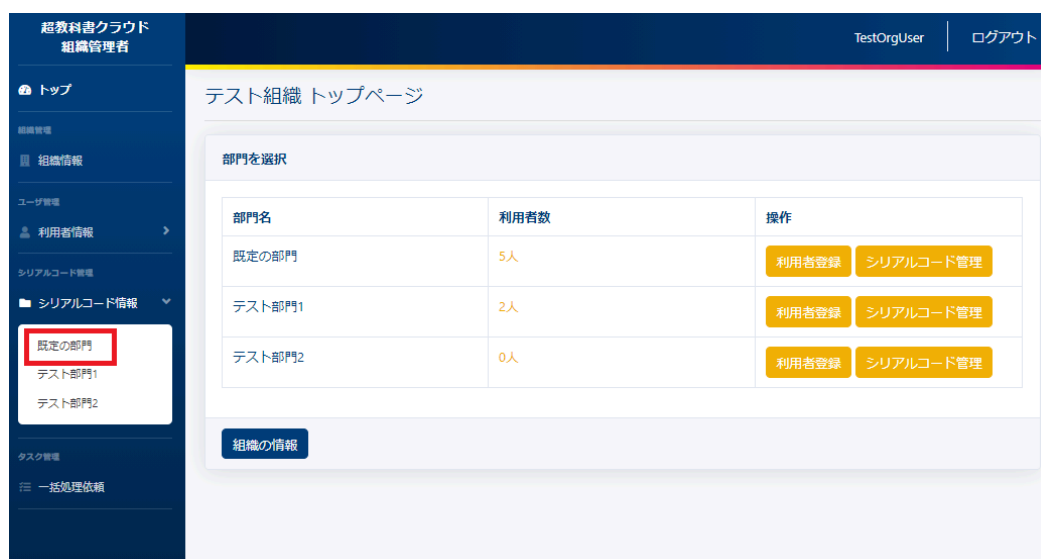 超教科書クラウド
組織管理者
TestOrgUser
ログアウト
トップ
組織管理
組織情報
ユーザ管理
利用者情報
シリアルコード管理
シリアルコード情報
既定の部門
テスト部門1
テスト部門2
タスク管理
一括処理依頼
テスト組織 トップページ
部門を選択
部門名 利用者数 操作
既定の部門 5人 利用者登録 シリアルコード管理
テスト部門1 2人 利用者登録 シリアルコード管理
テスト部門2 0人 利用者登録 シリアルコード管理
組織の情報